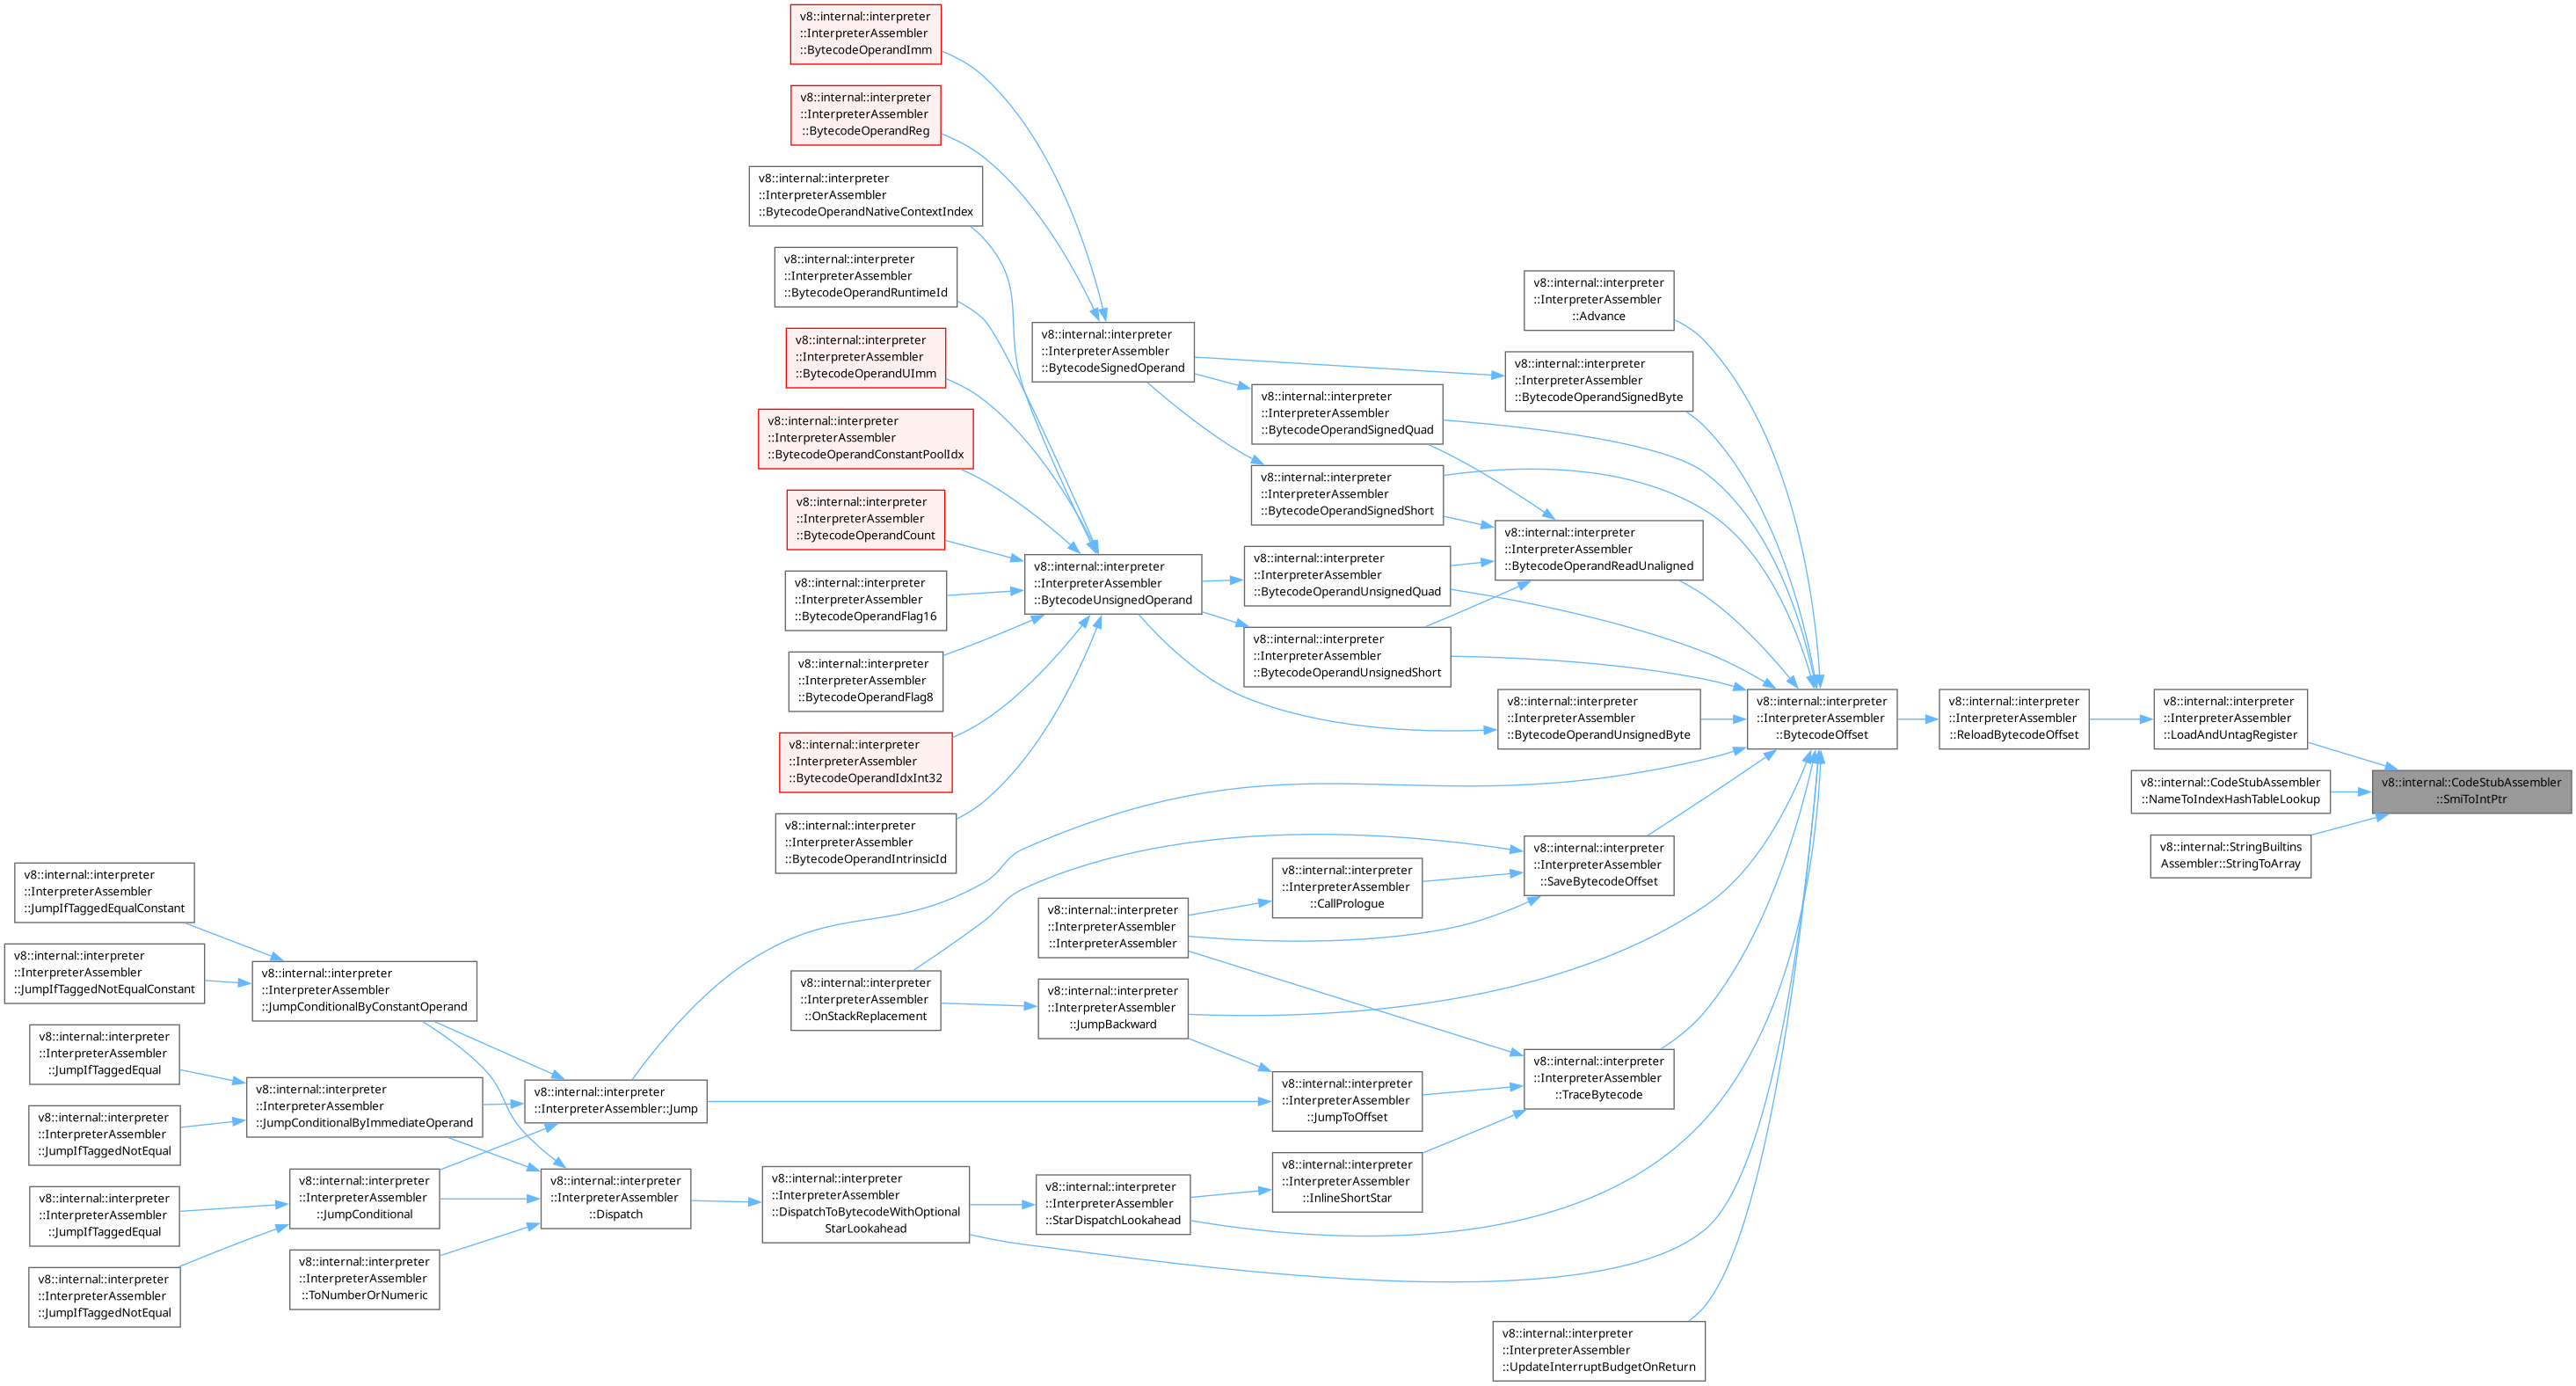 v8::internal::interpreter
::InterpreterAssembler
::BytecodeOperandImm
v8::internal::interpreter
::InterpreterAssembler
::BytecodeOperandReg
v8::internal::interpreter
::InterpreterAssembler
::BytecodeOperandNativeContextIndex
v8::internal::interpreter
::InterpreterAssembler
::BytecodeOperandRuntimeId
v8::internal::interpreter
::InterpreterAssembler
::BytecodeOperandUImm
v8::internal::interpreter
::InterpreterAssembler
::BytecodeOperandConstantPoolIdx
v8::internal::interpreter
::InterpreterAssembler
::BytecodeOperandCount
v8::internal::interpreter
::InterpreterAssembler
::BytecodeOperandFlag16
v8::internal::interpreter
::InterpreterAssembler
::BytecodeOperandFlag8
v8::internal::interpreter
::InterpreterAssembler
::BytecodeOperandIdxInt32
v8::internal::interpreter
::InterpreterAssembler
::BytecodeOperandIntrinsicId
v8::internal::interpreter
::InterpreterAssembler
::BytecodeSignedOperand
v8::internal::interpreter
::InterpreterAssembler
::BytecodeUnsignedOperand
v8::internal::interpreter
::InterpreterAssembler
::BytecodeOperandSignedQuad
v8::internal::interpreter
::InterpreterAssembler
::BytecodeOperandSignedShort
v8::internal::interpreter
::InterpreterAssembler
::BytecodeOperandUnsignedQuad
v8::internal::interpreter
::InterpreterAssembler
::BytecodeOperandUnsignedShort
v8::internal::interpreter
::InterpreterAssembler
::Advance
v8::internal::interpreter
::InterpreterAssembler
::BytecodeOperandSignedByte
v8::internal::interpreter
::InterpreterAssembler
::BytecodeOperandReadUnaligned
v8::internal::interpreter
::InterpreterAssembler
::BytecodeOperandUnsignedByte
v8::internal::interpreter
::InterpreterAssembler
::BytecodeOffset
v8::internal::interpreter
::InterpreterAssembler
::ReloadBytecodeOffset
v8::internal::interpreter
::InterpreterAssembler
::LoadAndUntagRegister
v8::internal::CodeStubAssembler
::NameToIndexHashTableLookup
v8::internal::StringBuiltins
Assembler::StringToArray
v8::internal::CodeStubAssembler
::SmiToIntPtr
v8::internal::interpreter
::InterpreterAssembler
::SaveBytecodeOffset
v8::internal::interpreter
::InterpreterAssembler
::CallPrologue
v8::internal::interpreter
::InterpreterAssembler
::InterpreterAssembler
v8::internal::interpreter
::InterpreterAssembler
::OnStackReplacement
v8::internal::interpreter
::InterpreterAssembler
::JumpBackward
v8::internal::interpreter
::InterpreterAssembler
::TraceBytecode
v8::internal::interpreter
::InterpreterAssembler
::JumpToOffset
v8::internal::interpreter
::InterpreterAssembler
::InlineShortStar
v8::internal::interpreter
::InterpreterAssembler
::StarDispatchLookahead
v8::internal::interpreter
::InterpreterAssembler
::DispatchToBytecodeWithOptional
StarLookahead
v8::internal::interpreter
::InterpreterAssembler
::UpdateInterruptBudgetOnReturn
v8::internal::interpreter
::InterpreterAssembler::Jump
v8::internal::interpreter
::InterpreterAssembler
::Dispatch
v8::internal::interpreter
::InterpreterAssembler
::JumpConditionalByConstantOperand
v8::internal::interpreter
::InterpreterAssembler
::JumpConditionalByImmediateOperand
v8::internal::interpreter
::InterpreterAssembler
::JumpConditional
v8::internal::interpreter
::InterpreterAssembler
::ToNumberOrNumeric
v8::internal::interpreter
::InterpreterAssembler
::JumpIfTaggedEqualConstant
v8::internal::interpreter
::InterpreterAssembler
::JumpIfTaggedNotEqualConstant
v8::internal::interpreter
::InterpreterAssembler
::JumpIfTaggedEqual
v8::internal::interpreter
::InterpreterAssembler
::JumpIfTaggedNotEqual
v8::internal::interpreter
::InterpreterAssembler
::JumpIfTaggedEqual
v8::internal::interpreter
::InterpreterAssembler
::JumpIfTaggedNotEqual